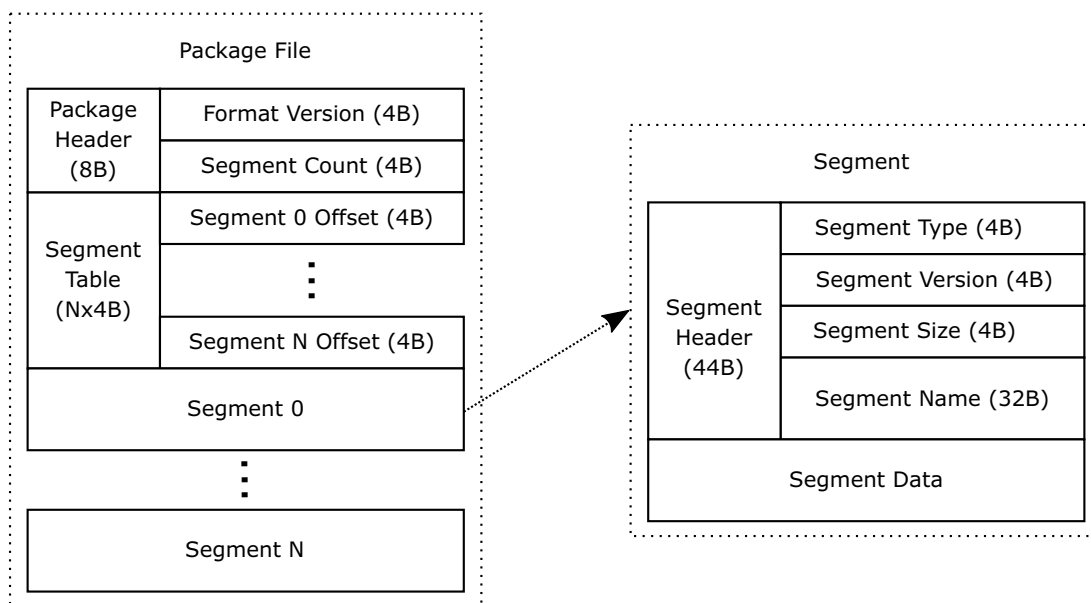 Package File
Package
Header
(8B)
Format Version (4B)
Segment Count (4B)
Segment
Table
(Nx4B)
Segment 0 Offset (4B)
Segment N Offset (4B)
Segment 0
Segment N
Segment
Segment
Header
(44B)
Segment Type (4B)
Segment Version (4B)
Segment Size (4B)
Segment Name (32B)
Segment Data